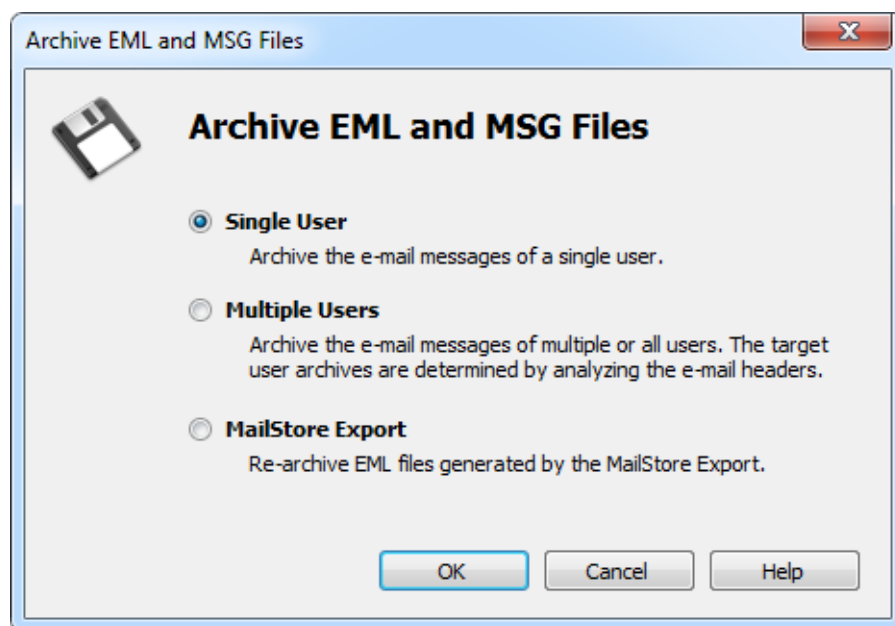 Archive EML and MSG Files
Archive EML and MSG Files
Single User
Archive the e-mail messages of a single user.
Multiple Users
Archive the e-mail messages of multiple or all users. The target
user archives are determined by analyzing the e-mail headers.
MailStore Export
Re-archive EML files generated by the MailStore Export.
OK
Cancel
Help